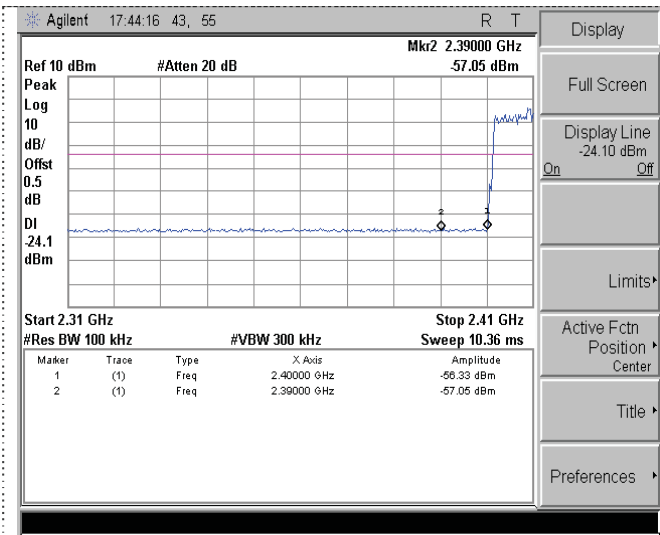 Agilent 17:44:16 43, 55 R T
Mkr2 2.39000 GHz
Ref 10 dBm #Atten 20 dB -57.05 dBm
Peak
Log
10
dB/
Offst
0.5
dB
DI
-24.1
dBm
2
1
Start 2.31 GHz Stop 2.41 GHz
#Res BW 100 kHz #VBW 300 kHz Sweep 10.36 ms
Marker Trace Type X Axis Amplitude
1 (1) Freq 2.40000 GHz -56.33 dBm
2 (1) Freq 2.39000 GHz -57.05 dBm
Display
Full Screen
Display Line
-24.10 dBm
On Off
Limits
Active Fctn
Position
Center
Title
Preferences